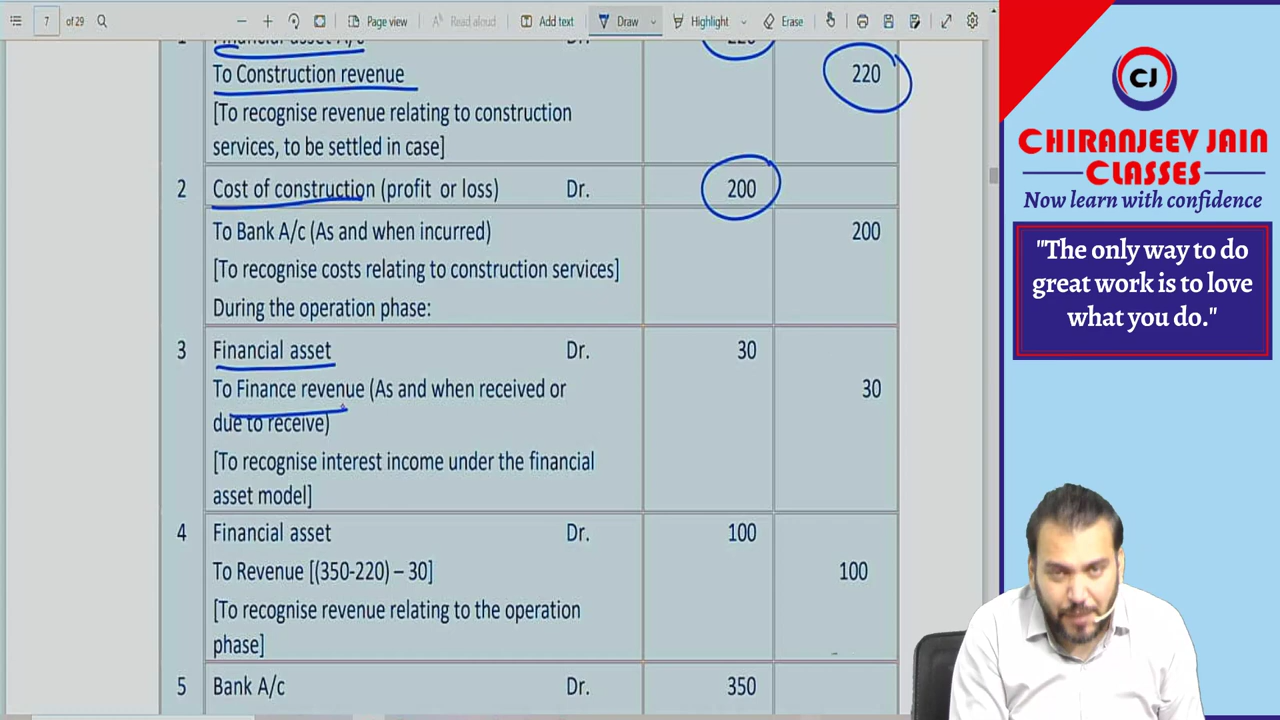 7 of 29 Page view Read aloud Add text Draw Highlight Erase
1 Financial asset A/c Dr. 220
To Construction revenue 220
[To recognise revenue relating to construction
services, to be settled in case]
2 Cost of construction (profit or loss) Dr. 200
To Bank A/c (As and when incurred) 200
[To recognise costs relating to construction services]
During the operation phase:
3 Financial asset Dr. 30
To Finance revenue (As and when received or 30
due to receive)
[To recognise interest income under the financial
asset model]
4 Financial asset Dr. 100
To Revenue [(350-220) – 30] 100
[To recognise revenue relating to the operation
phase]
5 Bank A/c Dr. 350
CJ
CHIRANJEEV JAIN
CLASSES
Now learn with confidence
"The only way to do
great work is to love
what you do."